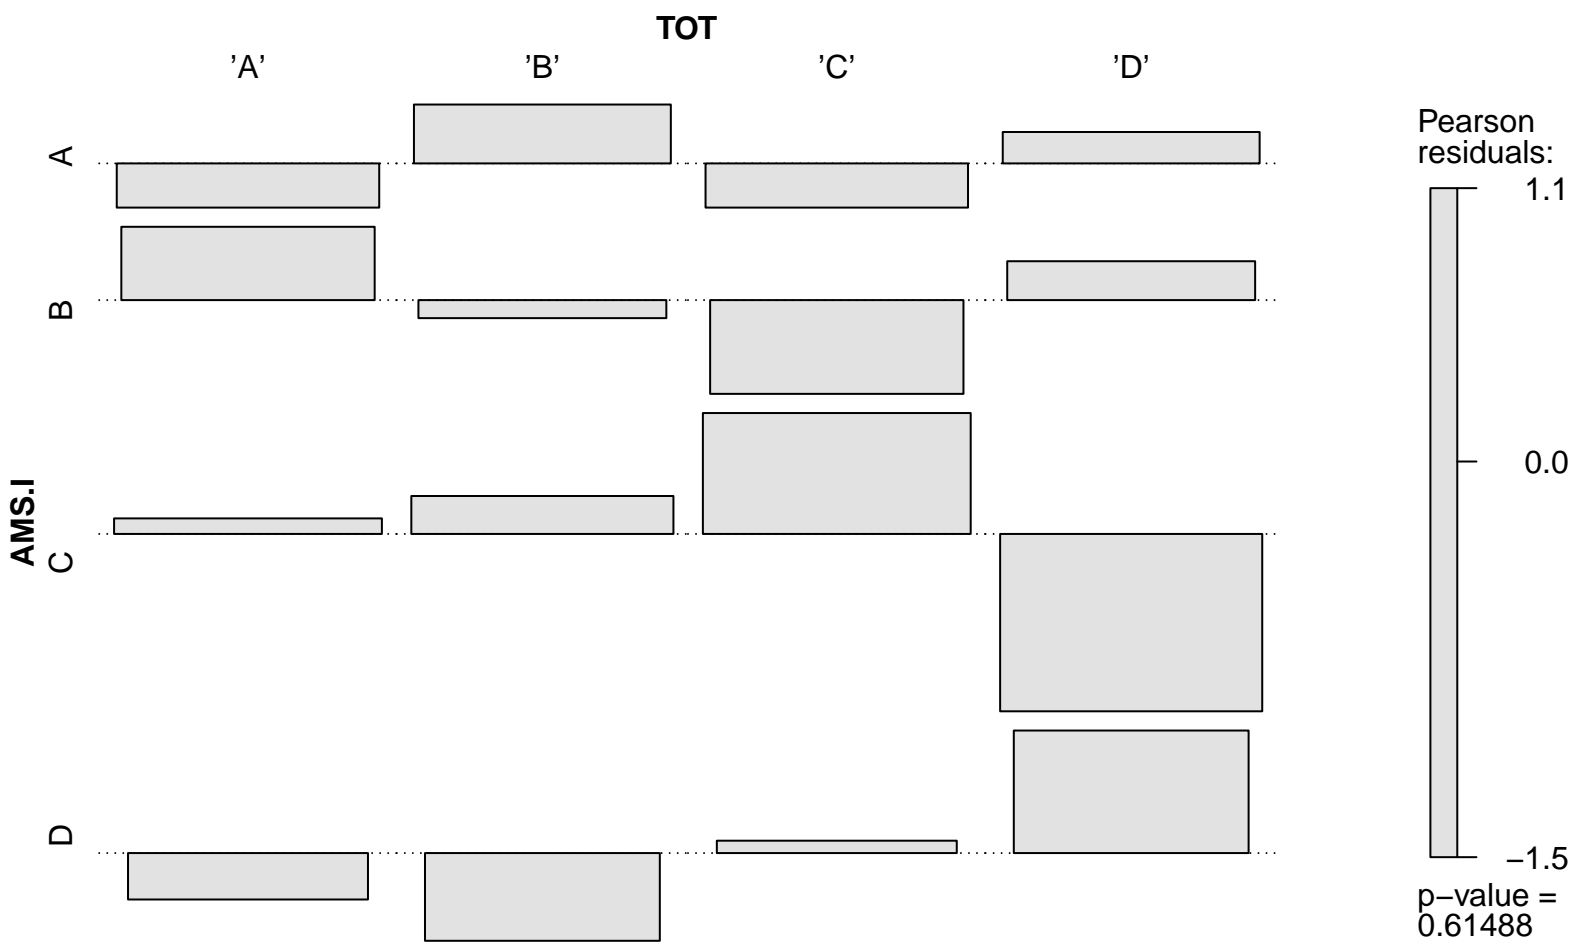 TOT
’A’ ’B’ ’C’ ’D’
AMS.I
A
B
C
D
Pearson
residuals:
1.1
0.0
−1.5
p−value =
0.61488